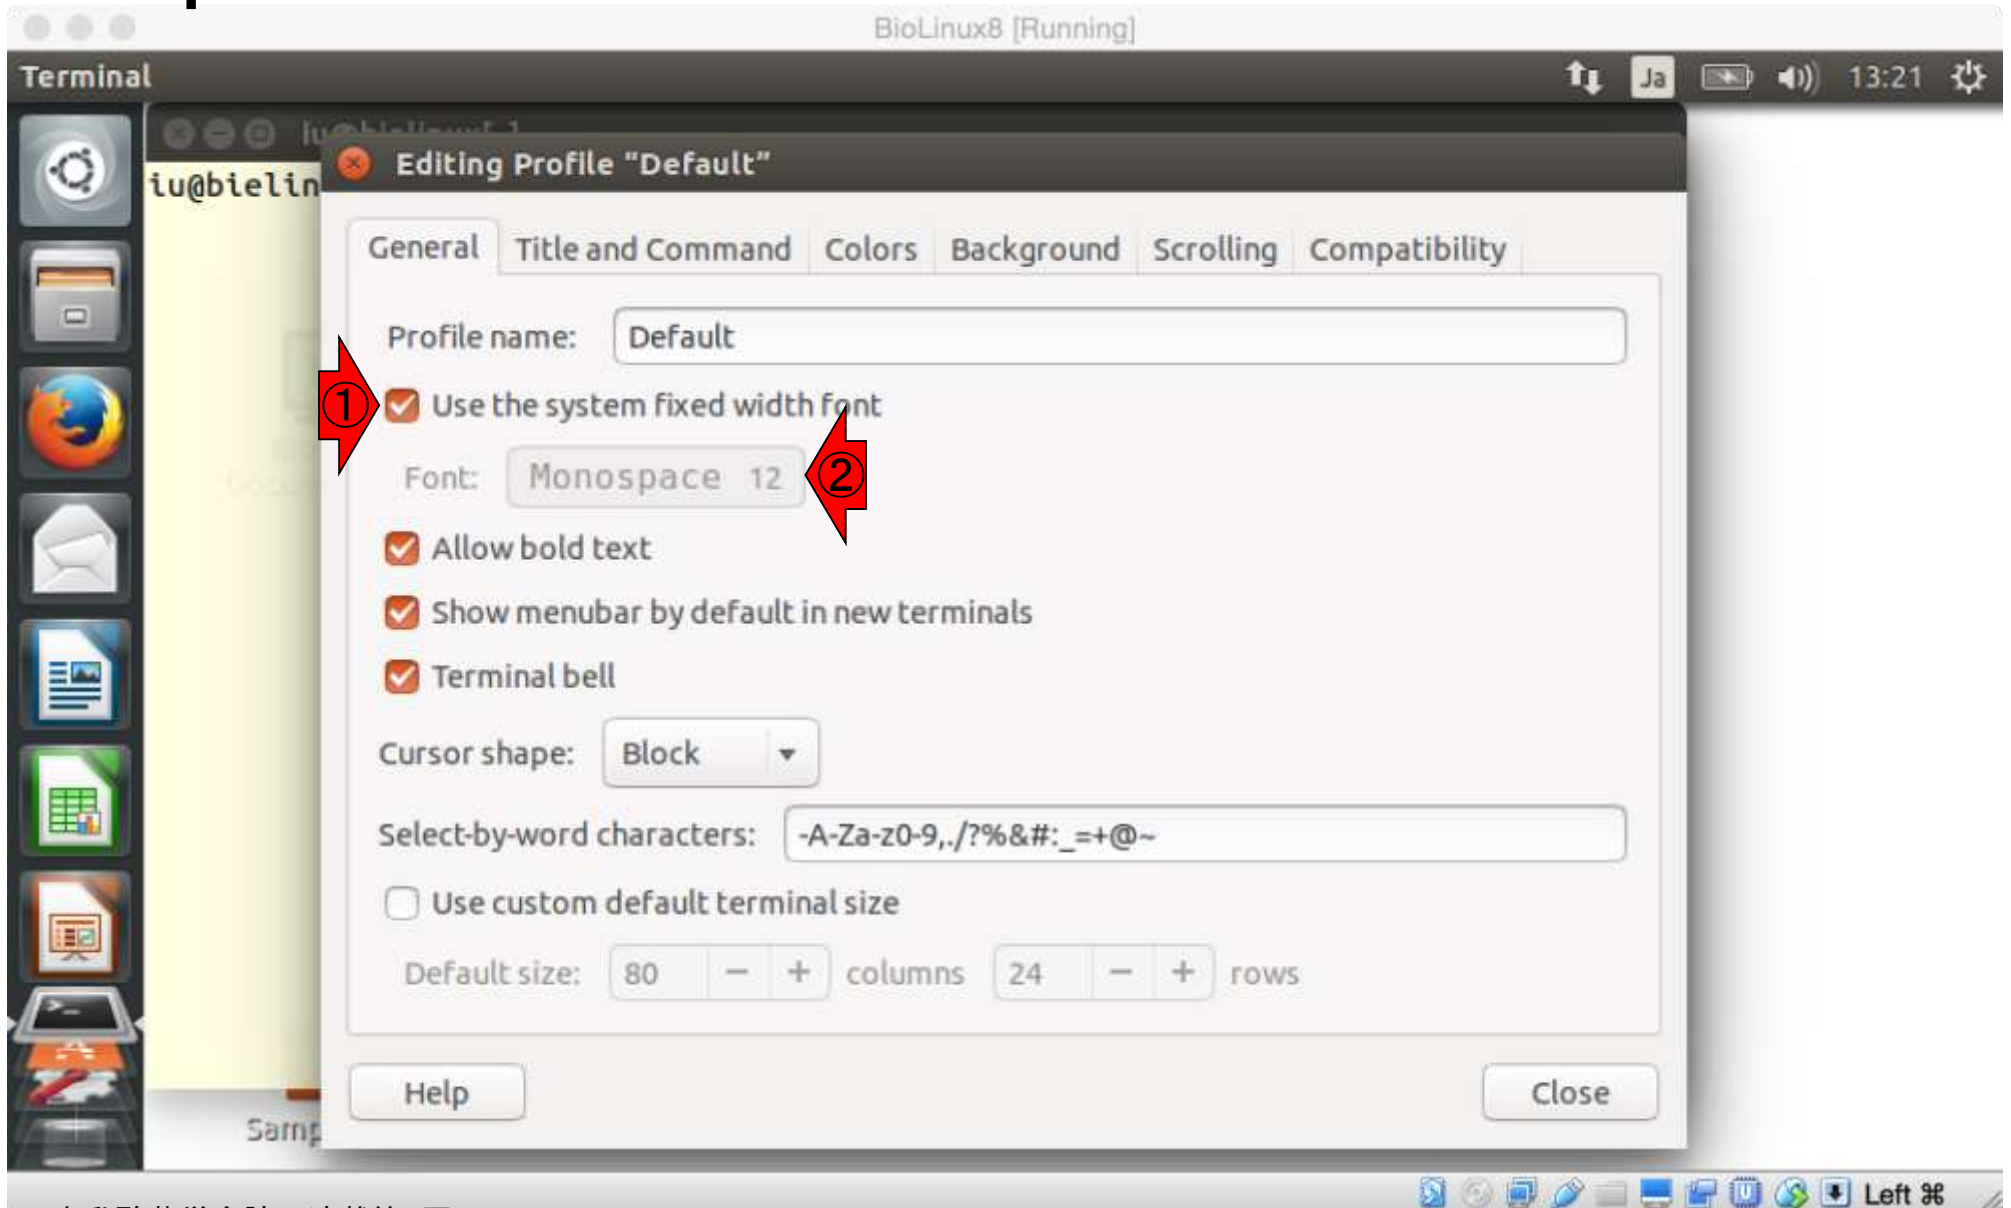 BioLinux8 [Running]
Terminal
Ja
13:21
iu@bielin
Editing Profile "Default"
General Title and Command Colors Background Scrolling Compatibility
Profile name: Default
① Use the system fixed width font
Font: Monospace 12 ②
Allow bold text
Show menubar by default in new terminals
Terminal bell
Cursor shape: Block
Select-by-word characters: -A-Za-z0-9,./?%&#:_=+@~
Use custom default terminal size
Default size: 80 − + columns 24 − + rows
Help
Close
Samp
Left ⌘